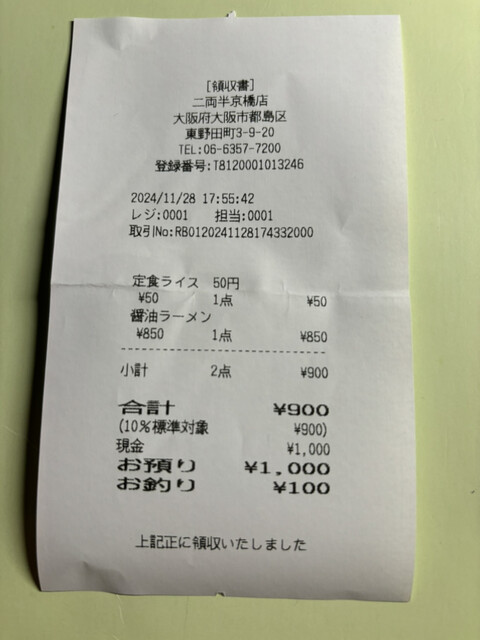 [領収書]
二両半京橋店
大阪府大阪市都島区
東野田町3-9-20
TEL:06-6357-7200
登録番号:T8120001013246
2024/11/28 17:55:42
レジ:0001 担当:0001
取引No:RB0120241128174332000
定食ライス 50円
¥50 1点 ¥50
醤油ラーメン
¥850 1点 ¥850
小計 2点 ¥900
合計 ¥900
(10%標準対象 ¥900)
現金 ¥1,000
お預り ¥1,000
お釣り ¥100
上記正に領収いたしました